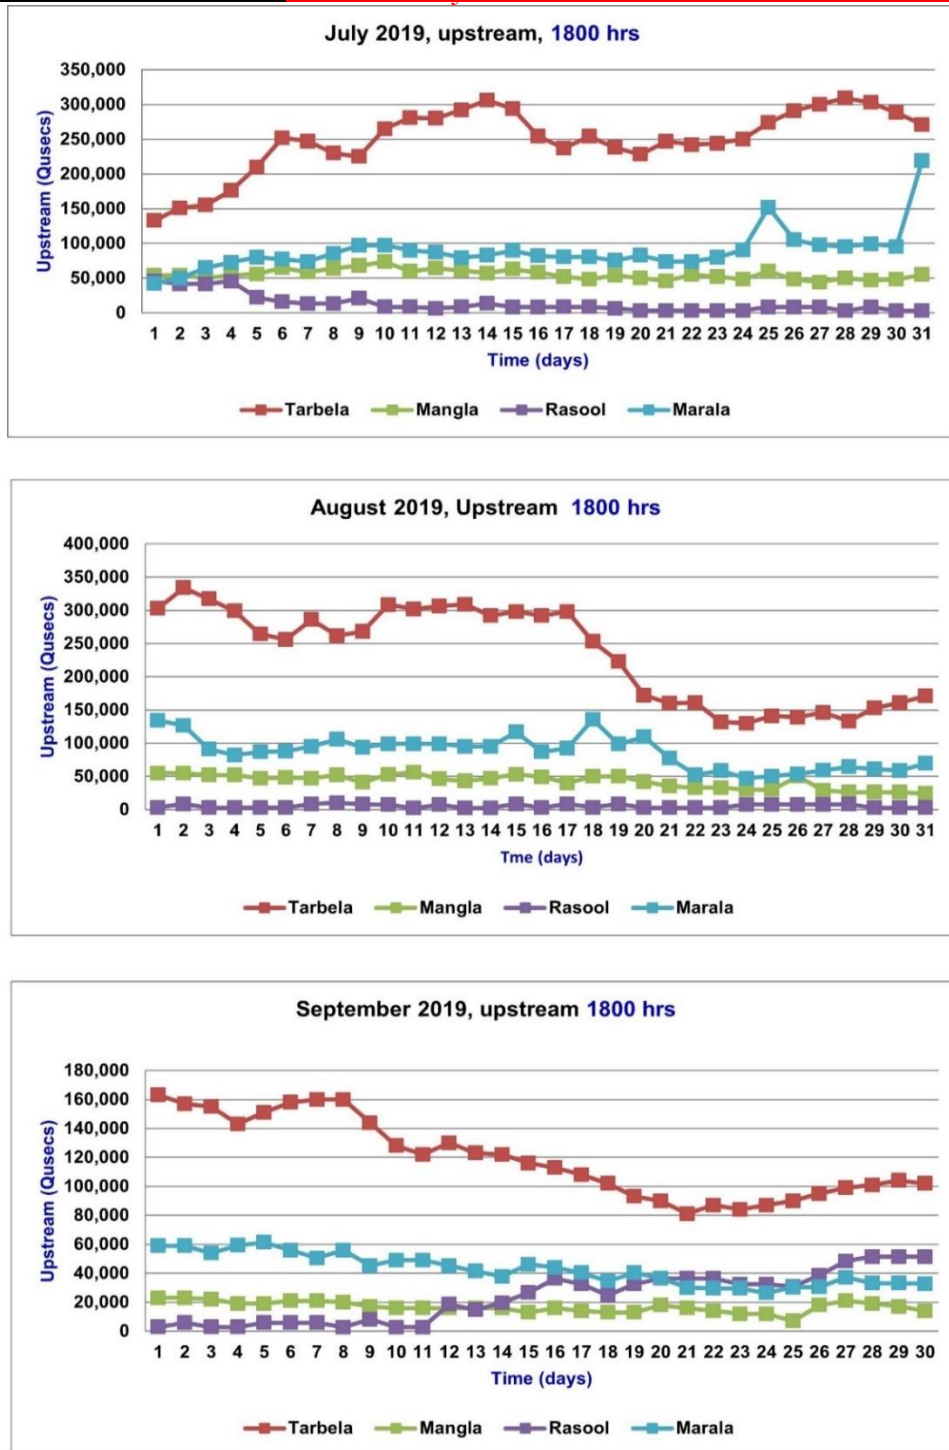 July 2019, upstream, 1800 hrs
350,000
300,000
250,000
200,000
150,000
100,000
50,000
0
Upstream (Qusecs)
1 2 3 4 5 6 7 8 9 10 11 12 13 14 15 16 17 18 19 20 21 22 23 24 25 26 27 28 29 30 31
Time (days)
Tarbela Mangla Rasool Marala
August 2019, Upstream 1800 hrs
400,000
350,000
300,000
250,000
200,000
150,000
100,000
50,000
0
Upstream (Qusecs)
1 2 3 4 5 6 7 8 9 10 11 12 13 14 15 16 17 18 19 20 21 22 23 24 25 26 27 28 29 30 31
Tme (days)
Tarbela Mangla Rasool Marala
September 2019, upstream 1800 hrs
180,000
160,000
140,000
120,000
100,000
80,000
60,000
40,000
20,000
0
Upstream (Qusecs)
1 2 3 4 5 6 7 8 9 10 11 12 13 14 15 16 17 18 19 20 21 22 23 24 25 26 27 28 29 30
Time (days)
Tarbela Mangla Rasool Marala